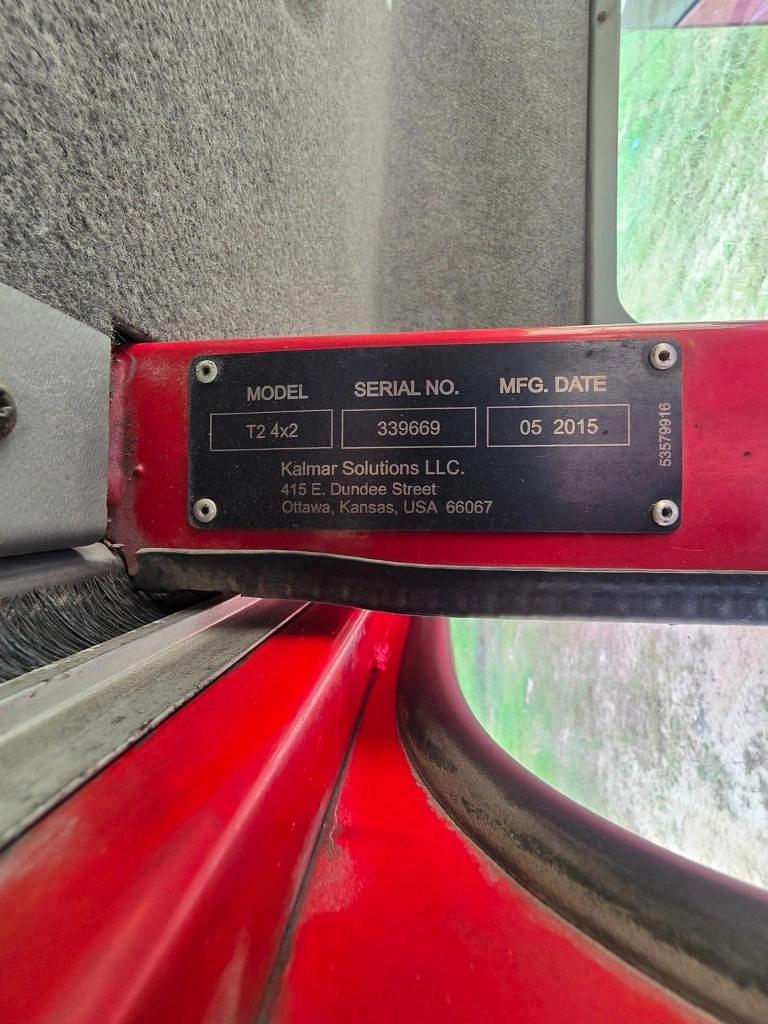 MODEL SERIAL NO. MFG. DATE
T2 4x2 339669 05 2015
Kalmar Solutions LLC.
415 E. Dundee Street
Ottawa, Kansas, USA 66067
53579916